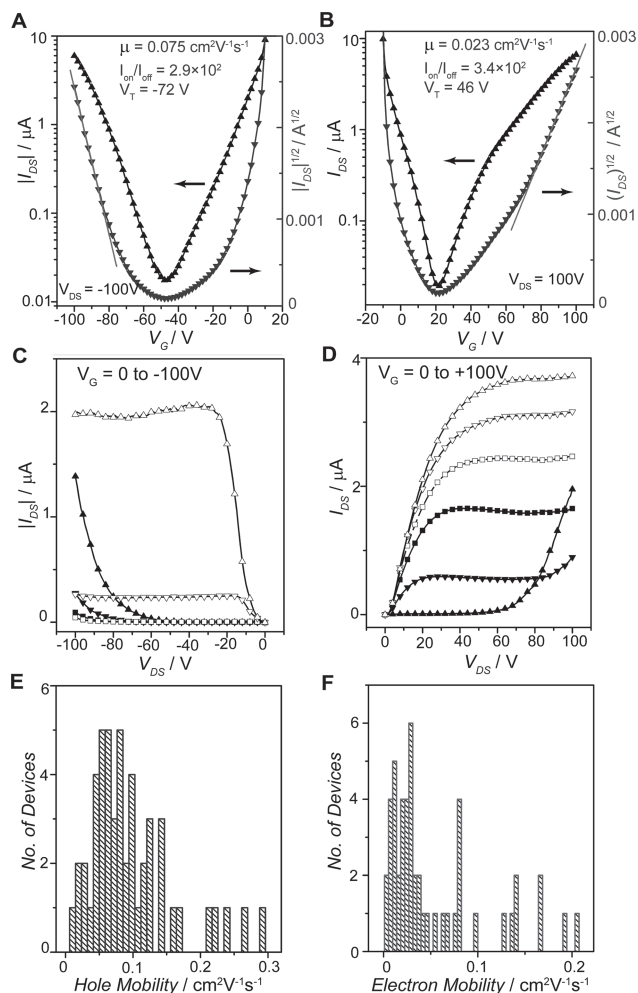 A
μ = 0.075 cm²V⁻¹s⁻¹
I_on/I_off = 2.9×10²
V_T = -72 V
V_DS = -100V
10
1
0.1
0.01
|I_DS| / μA
0.003
0.001
0
|I_DS|^1/2 / A^1/2
-100 -80 -60 -40 -20 0 20
V_G / V
B
μ = 0.023 cm²V⁻¹s⁻¹
I_on/I_off = 3.4×10²
V_T = 46 V
V_DS = 100V
10
1
0.1
I_DS / μA
0.003
0.001
0
(I_DS)^1/2 / A^1/2
0 20 40 60 80 100
V_G / V
C
V_G = 0 to -100V
2
1
0
|I_DS| / μA
-100 -80 -60 -40 -20 0
V_DS / V
D
V_G = 0 to +100V
4
2
0
I_DS / μA
0 20 40 60 80 100
V_DS / V
E
6
4
2
0
No. of Devices
0 0.1 0.2 0.3
Hole Mobility / cm²V⁻¹s⁻¹
F
6
4
2
0
No. of Devices
0 0.1 0.2
Electron Mobility / cm²V⁻¹s⁻¹